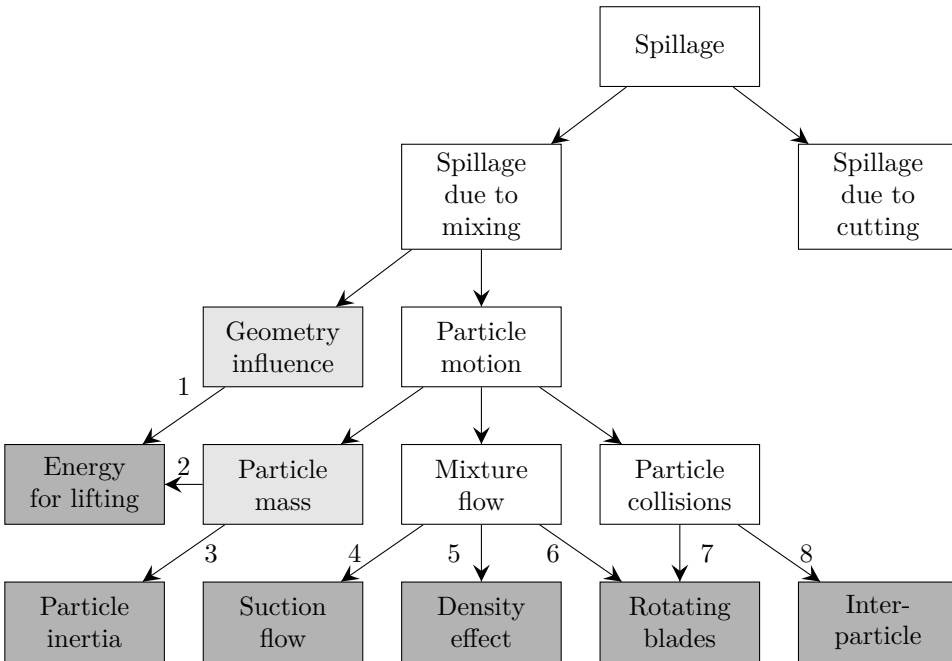 Spillage
Spillage
due to
mixing
Spillage
due to
cutting
Geometry
influence
Particle
motion
1
Energy
for lifting
2
Particle
mass
Mixture
flow
Particle
collisions
3
4
5
6
7
8
Particle
inertia
Suction
flow
Density
effect
Rotating
blades
Inter-
particle